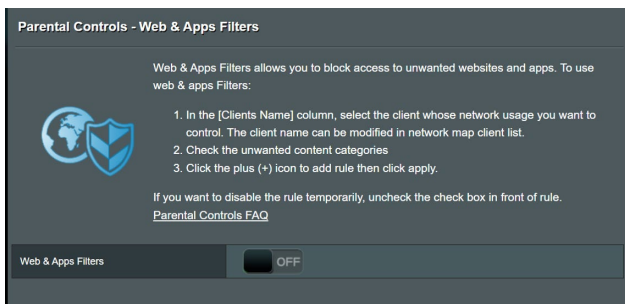 Parental Controls - Web & Apps Filters
Web & Apps Filters allows you to block access to unwanted websites and apps. To use
web & apps Filters:
1. In the [Clients Name] column, select the client whose network usage you want to
control. The client name can be modified in network map client list.
2. Check the unwanted content categories
3. Click the plus (+) icon to add rule then click apply.
If you want to disable the rule temporarily, uncheck the check box in front of rule.
Parental Controls FAQ
Web & Apps Filters OFF